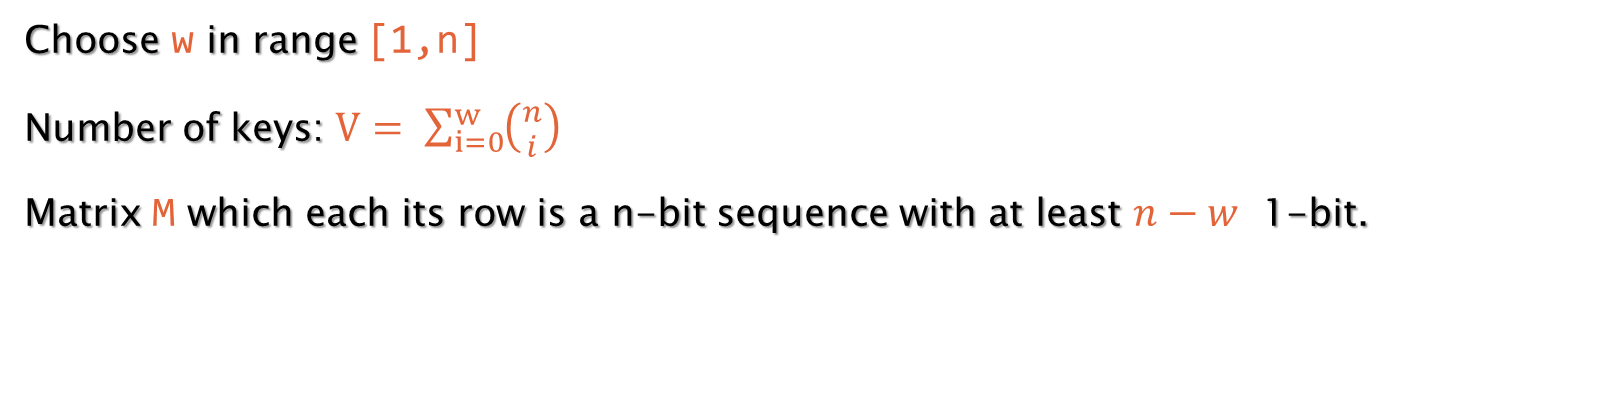 Choose w in range [1,n]
Number of keys: V = ∑_{i=0}^{w} \binom{n}{i}
Matrix M which each its row is a n-bit sequence with at least n − w 1-bit.